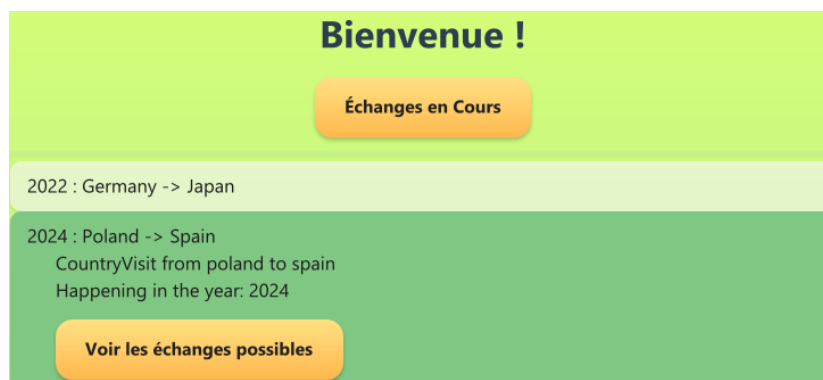 Bienvenue !
Échanges en Cours
2022 : Germany -> Japan
2024 : Poland -> Spain
CountryVisit from poland to spain
Happening in the year: 2024
Voir les échanges possibles